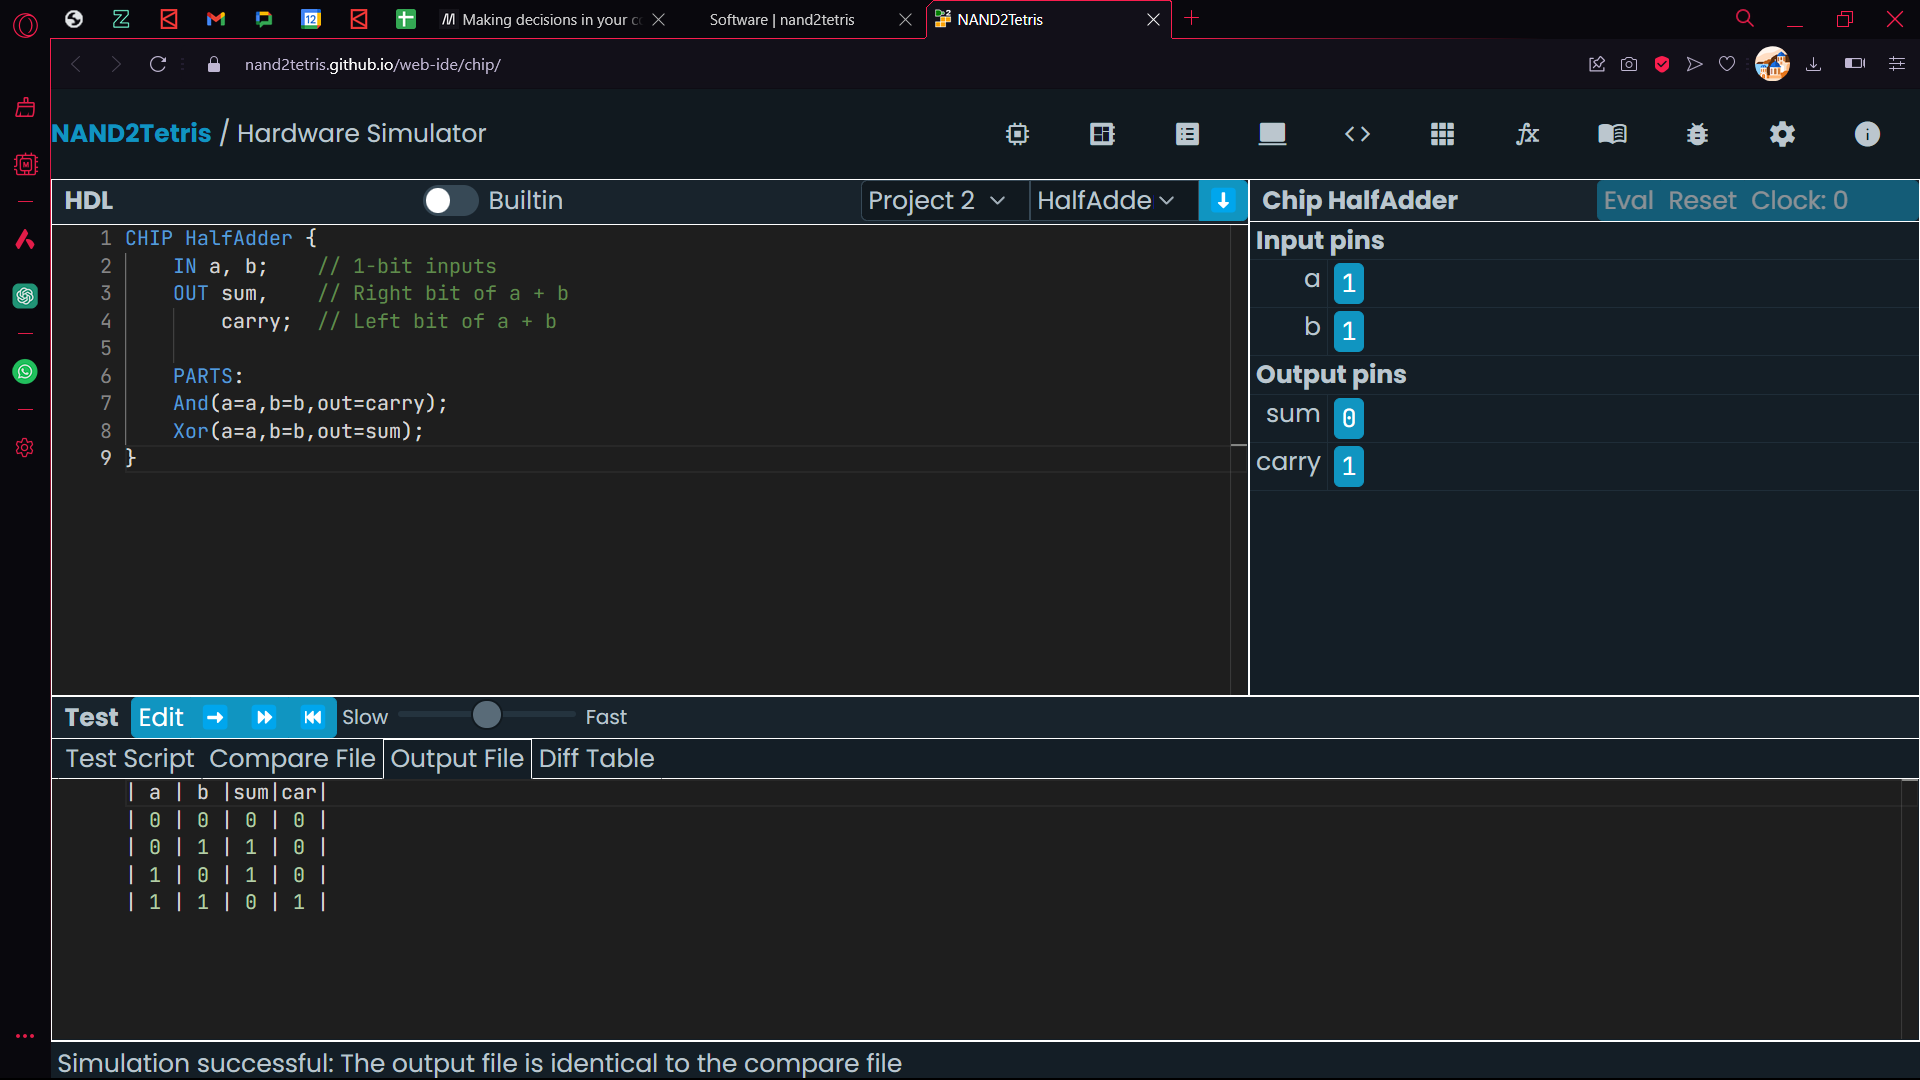 Making decisions in your c
Software | nand2tetris
NAND2Tetris
nand2tetris.github.io/web-ide/chip/
NAND2Tetris / Hardware Simulator
HDL
Builtin
Project 2
HalfAdde
Chip HalfAdder
Eval Reset Clock: 0
1 CHIP HalfAdder {
2 IN a, b; // 1-bit inputs
3 OUT sum, // Right bit of a + b
4 carry; // Left bit of a + b
5
6 PARTS:
7 And(a=a,b=b,out=carry);
8 Xor(a=a,b=b,out=sum);
9 }
Input pins
a 1
b 1
Output pins
sum 0
carry 1
Test Edit Slow Fast
Test Script Compare File Output File Diff Table
| a | b |sum|car|
| 0 | 0 | 0 | 0 |
| 0 | 1 | 1 | 0 |
| 1 | 0 | 1 | 0 |
| 1 | 1 | 0 | 1 |
Simulation successful: The output file is identical to the compare file